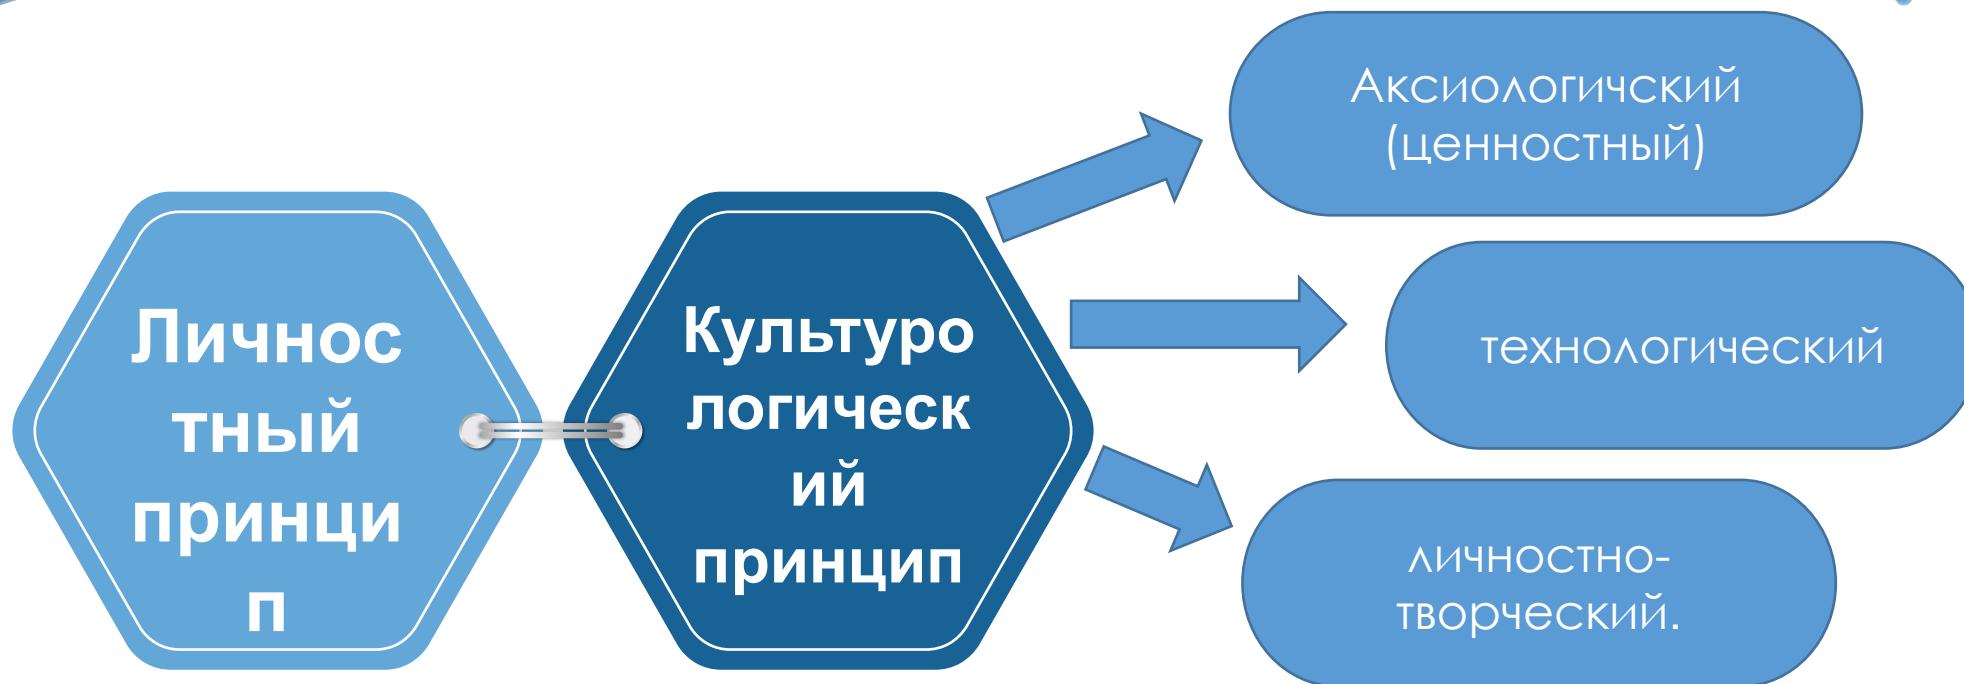 Личнос
тный
принци
п
Культуро
логическ
ий
принцип
Аксиологичский
(ценностный)
технологический
личностно-
творческий.